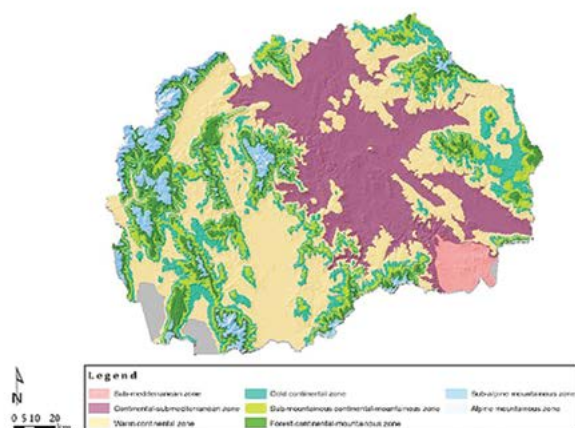 N
0 5 10 20
Legend
Sub-mediterranean zone
Cold continental zone
Sub-alpine mountainous zone
Continental-submediterranean zone
Sub-mountainous continental-mountainous zone
Alpine mountainous zone
Warm-continental zone
Forest-continental-mountainous zone